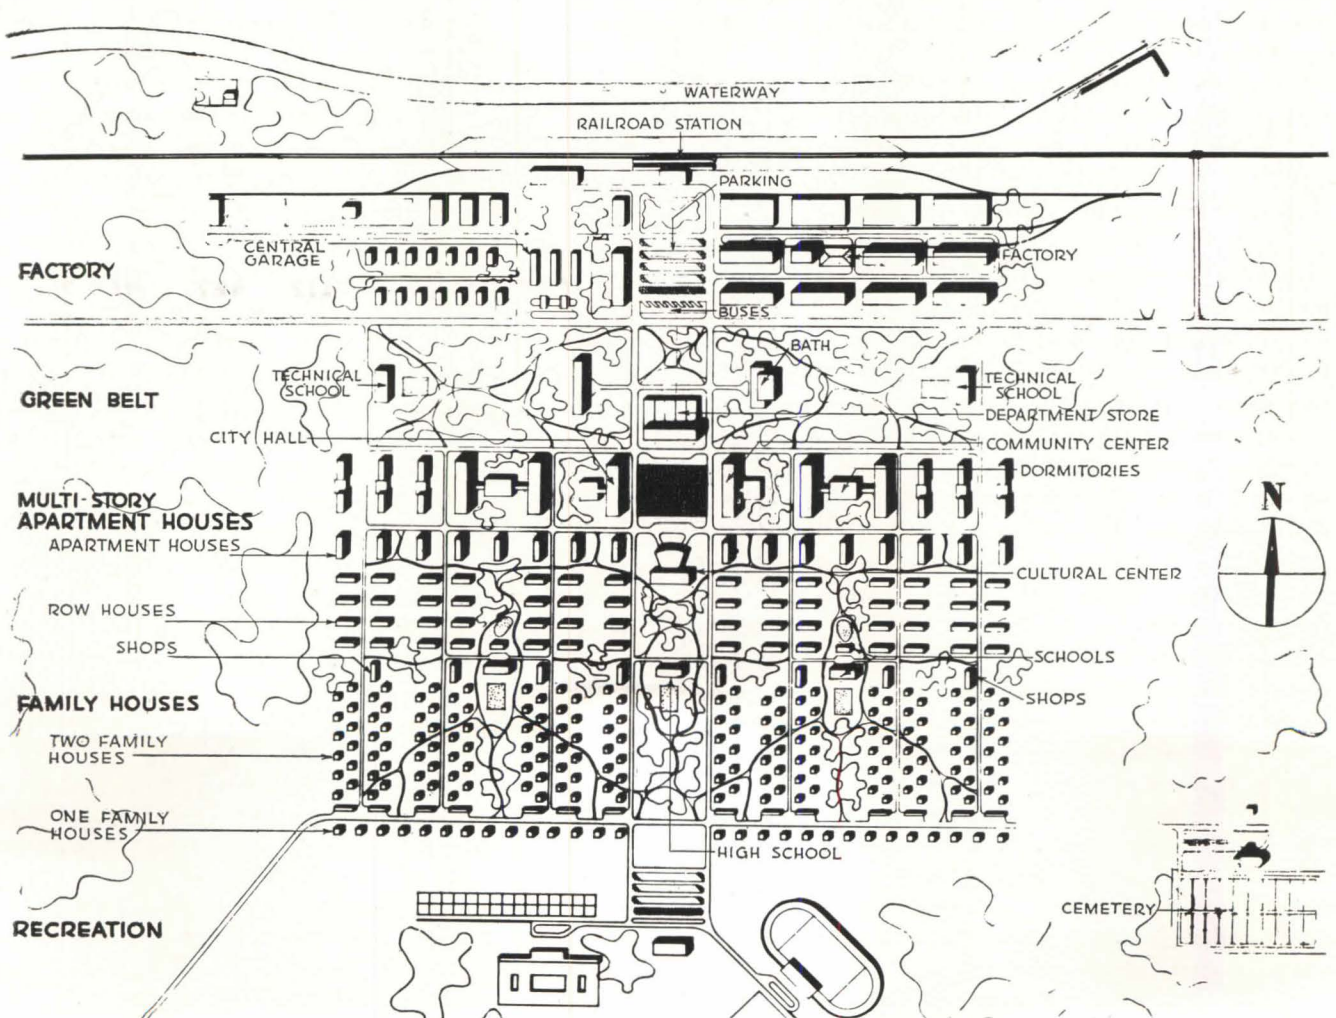 WATERWAY
RAILROAD STATION
PARKING
CENTRAL
GARAGE
FACTORY
FACTORY
BUSES
BATH
TECHNICAL
SCHOOL
TECHNICAL
SCHOOL
GREEN BELT
DEPARTMENT STORE
CITY HALL
COMMUNITY CENTER
DORMITORIES
MULTI-STORY
APARTMENT HOUSES
N
APARTMENT HOUSES
CULTURAL CENTER
ROW HOUSES
SHOPS
SCHOOLS
FAMILY HOUSES
SHOPS
TWO FAMILY
HOUSES
ONE FAMILY
HOUSES
HIGH SCHOOL
CEMETERY
RECREATION